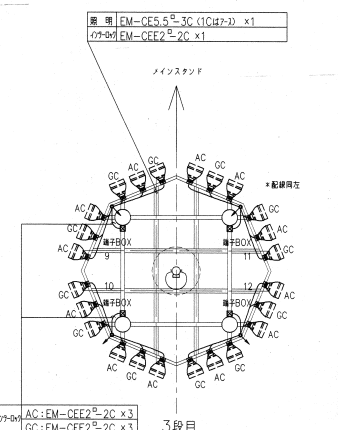 照 明 EM-CE5.5□-3C (1Cはアース) ×1
インターロック EM-CEE2□-2C ×1
メインスタンド
AC GC AC
GC AC GC
GC AC
*配線同左
GC GC
AC AC
端子BOX 端子BOX
AC GC
9 11
10 12
GC AC
端子BOX 端子BOX
AC GC
GC AC
AC GC
GC AC
AC GC
インターロック AC:EM-CEE2□-2C ×3
GC:EM-CEE2□-2C ×3
3段目